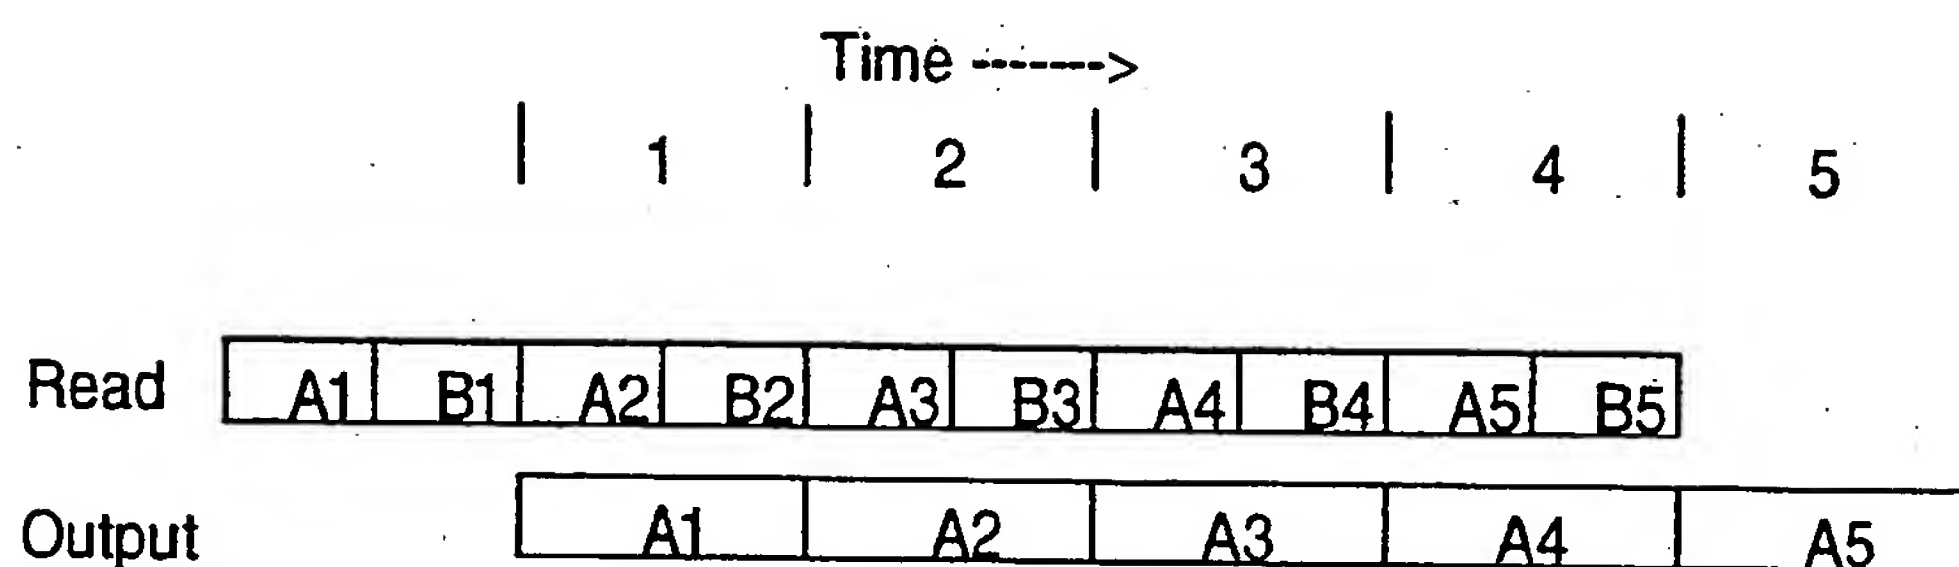 Time ------->
| 1 | 2 | 3 | 4 | 5
Read A1 B1 A2 B2 A3 B3 A4 B4 A5 B5
Output A1 A2 A3 A4 A5